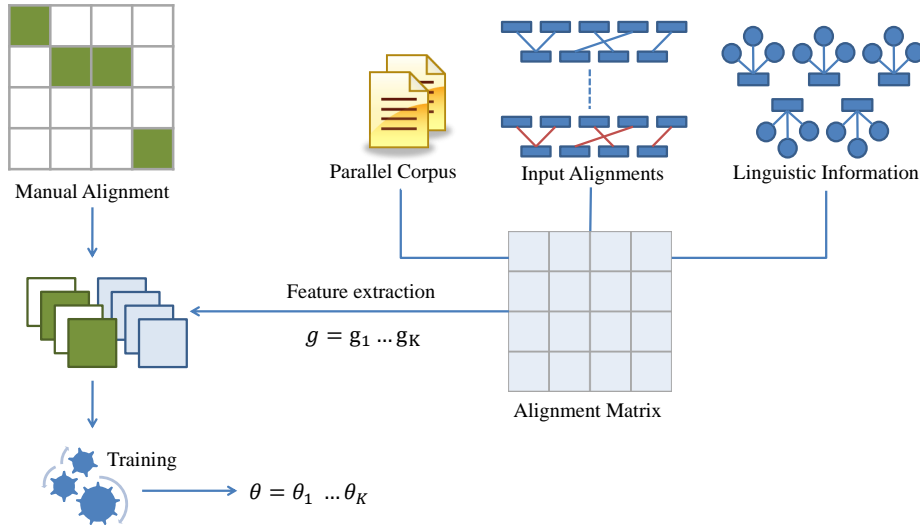 Manual Alignment
Parallel Corpus
Input Alignments
Linguistic Information
Feature extraction
𝑔 = g₁ … g_K
Alignment Matrix
Training
𝜃 = 𝜃₁ … 𝜃_K